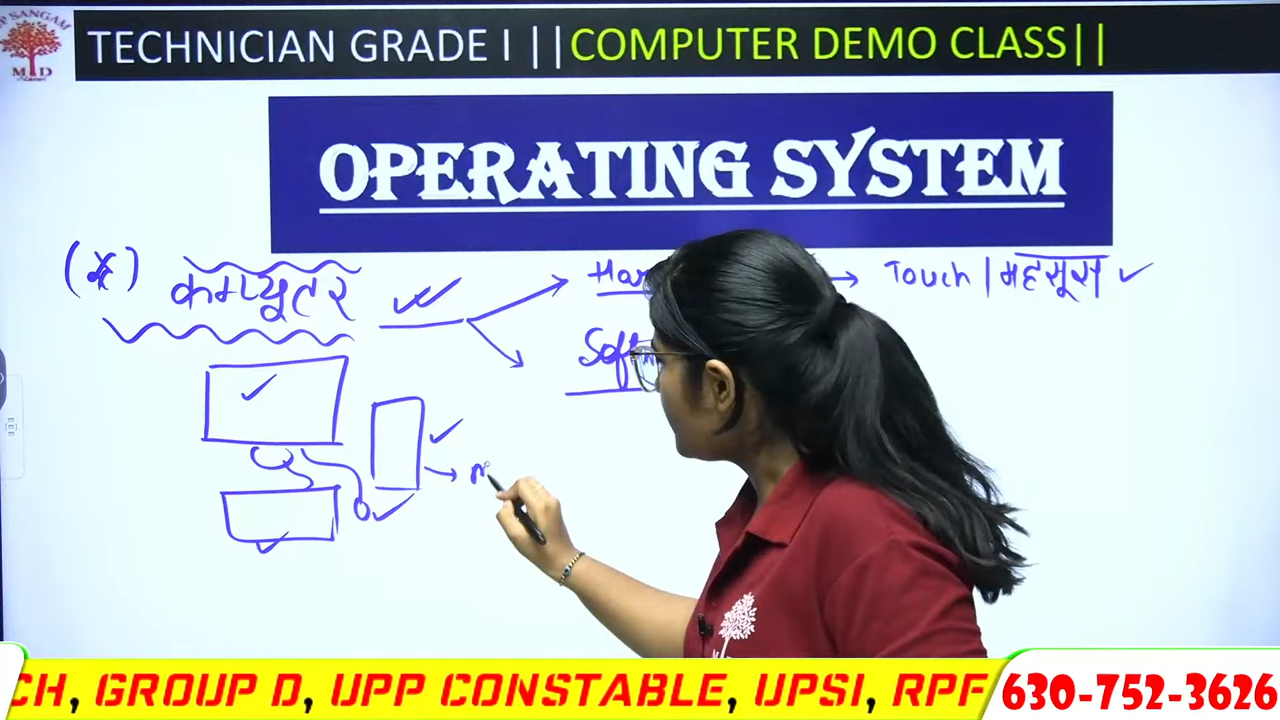 P SANGAM
M D
TECHNICIAN GRADE I ||COMPUTER DEMO CLASS||
OPERATING SYSTEM
(*) कम्प्यूटर
Touch | महसूस
CH, GROUP D, UPP CONSTABLE, UPSI, RPF
630-752-3626